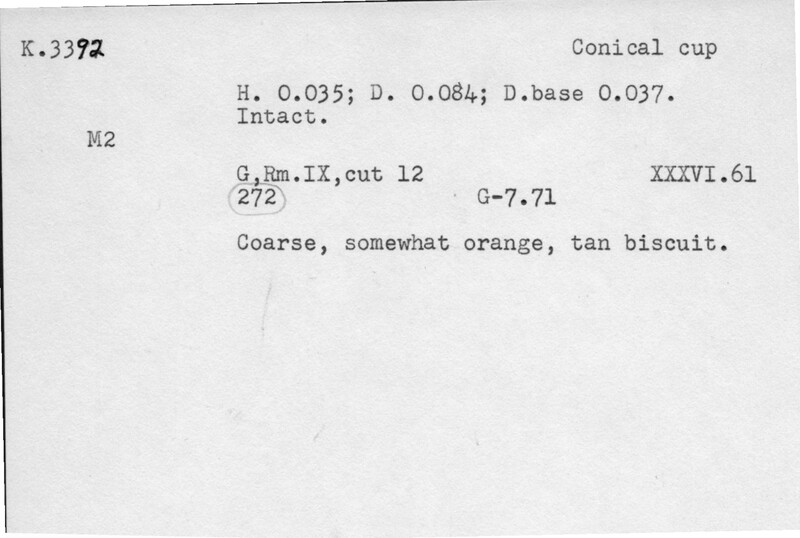 K.3392 Conical cup
H. 0.035; D. 0.084; D.base 0.037.
Intact.
M2
G,Rm.IX,cut 12 XXXVI.61
272 G-7.71
Coarse, somewhat orange, tan biscuit.